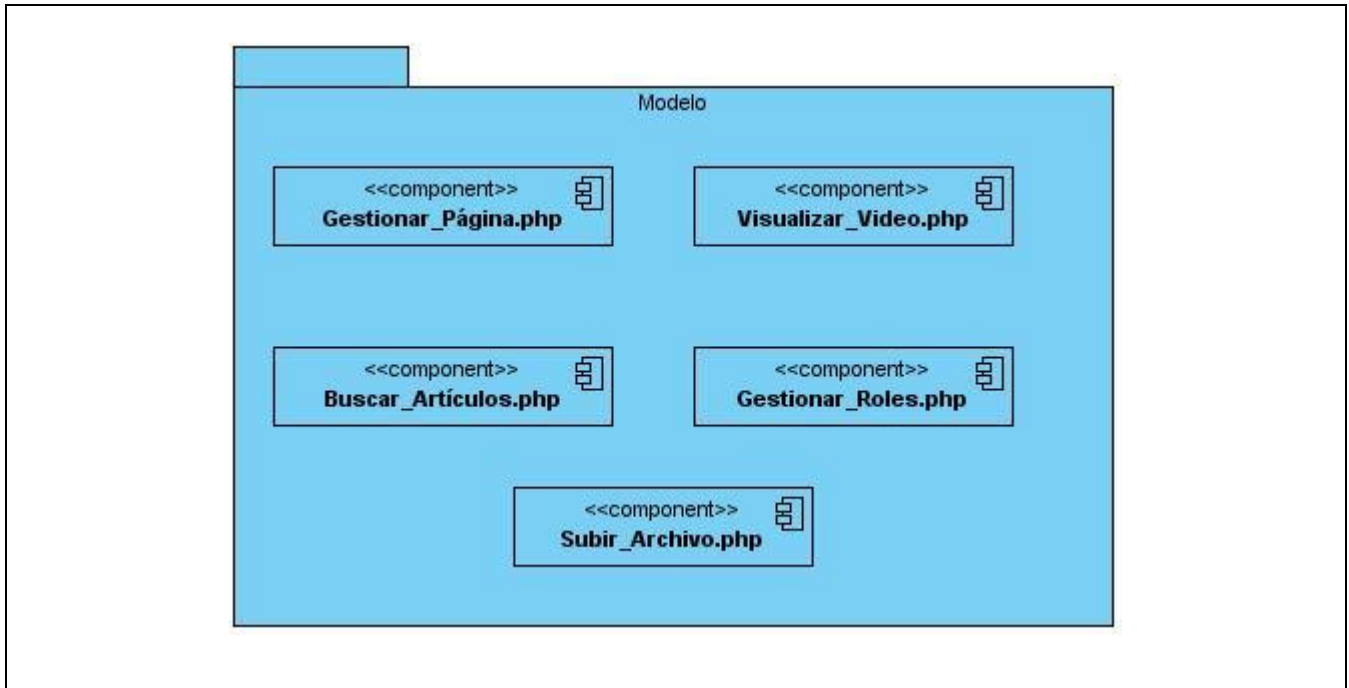 Modelo
<<component>>
Gestionar_Página.php
<<component>>
Visualizar_Video.php
<<component>>
Buscar_Artículos.php
<<component>>
Gestionar_Roles.php
<<component>>
Subir_Archivo.php